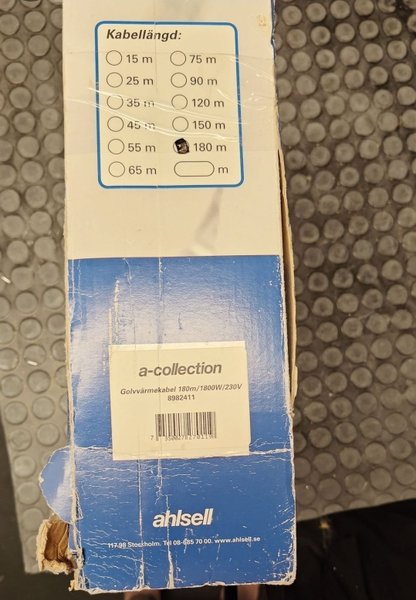 Kabellängd:
15 m 75 m
25 m 90 m
35 m 120 m
45 m 150 m
55 m 180 m
65 m m
a-collection
Golvvärmekabel 180m/1800W/230V
8982411
ahlsell
117 98 Stockholm. Tel 08-685 70 00. www.ahlsell.se